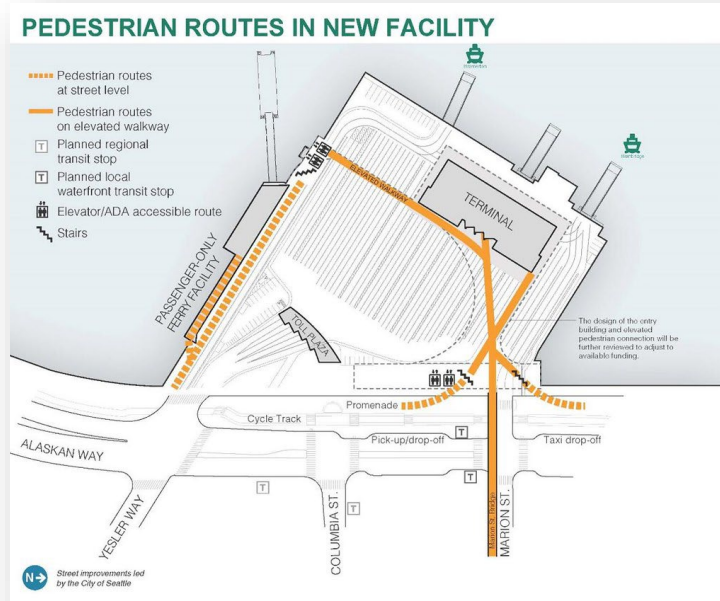 PEDESTRIAN ROUTES IN NEW FACILITY
Pedestrian routes
at street level
Pedestrian routes
on elevated walkway
T
Planned regional
transit stop
T
Planned local
waterfront transit stop
Elevator/ADA accessible route
Stairs
Bainbridge
ELEVATED WALKWAY
TERMINAL
PASSENGER-ONLY
FERRY FACILITY
TOLL PLAZA
The design of the entry
building and elevated
pedestrian connection will be
further reviewed to adjust to
available funding.
Promenade
Cycle Track
T
Pick-up/drop-off
Taxi drop-off
ALASKAN WAY
T
T
T
YESLER WAY
COLUMBIA ST.
Marion St. Bridge
MARION ST.
N
Street improvements led
by the City of Seattle